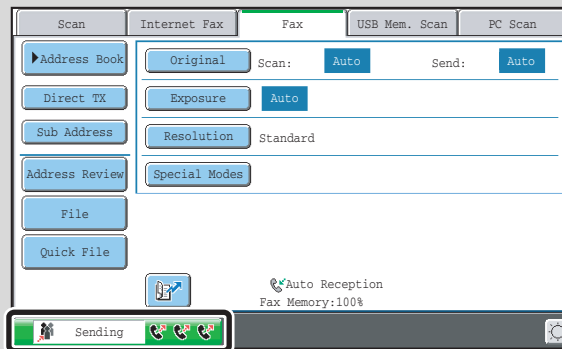 Scan Internet Fax Fax USB Mem. Scan PC Scan
Address Book Original Scan: Auto Send: Auto
Direct TX Exposure Auto
Sub Address Resolution Standard
Address Review Special Modes
File
Quick File
Auto Reception
Fax Memory:100%
Sending